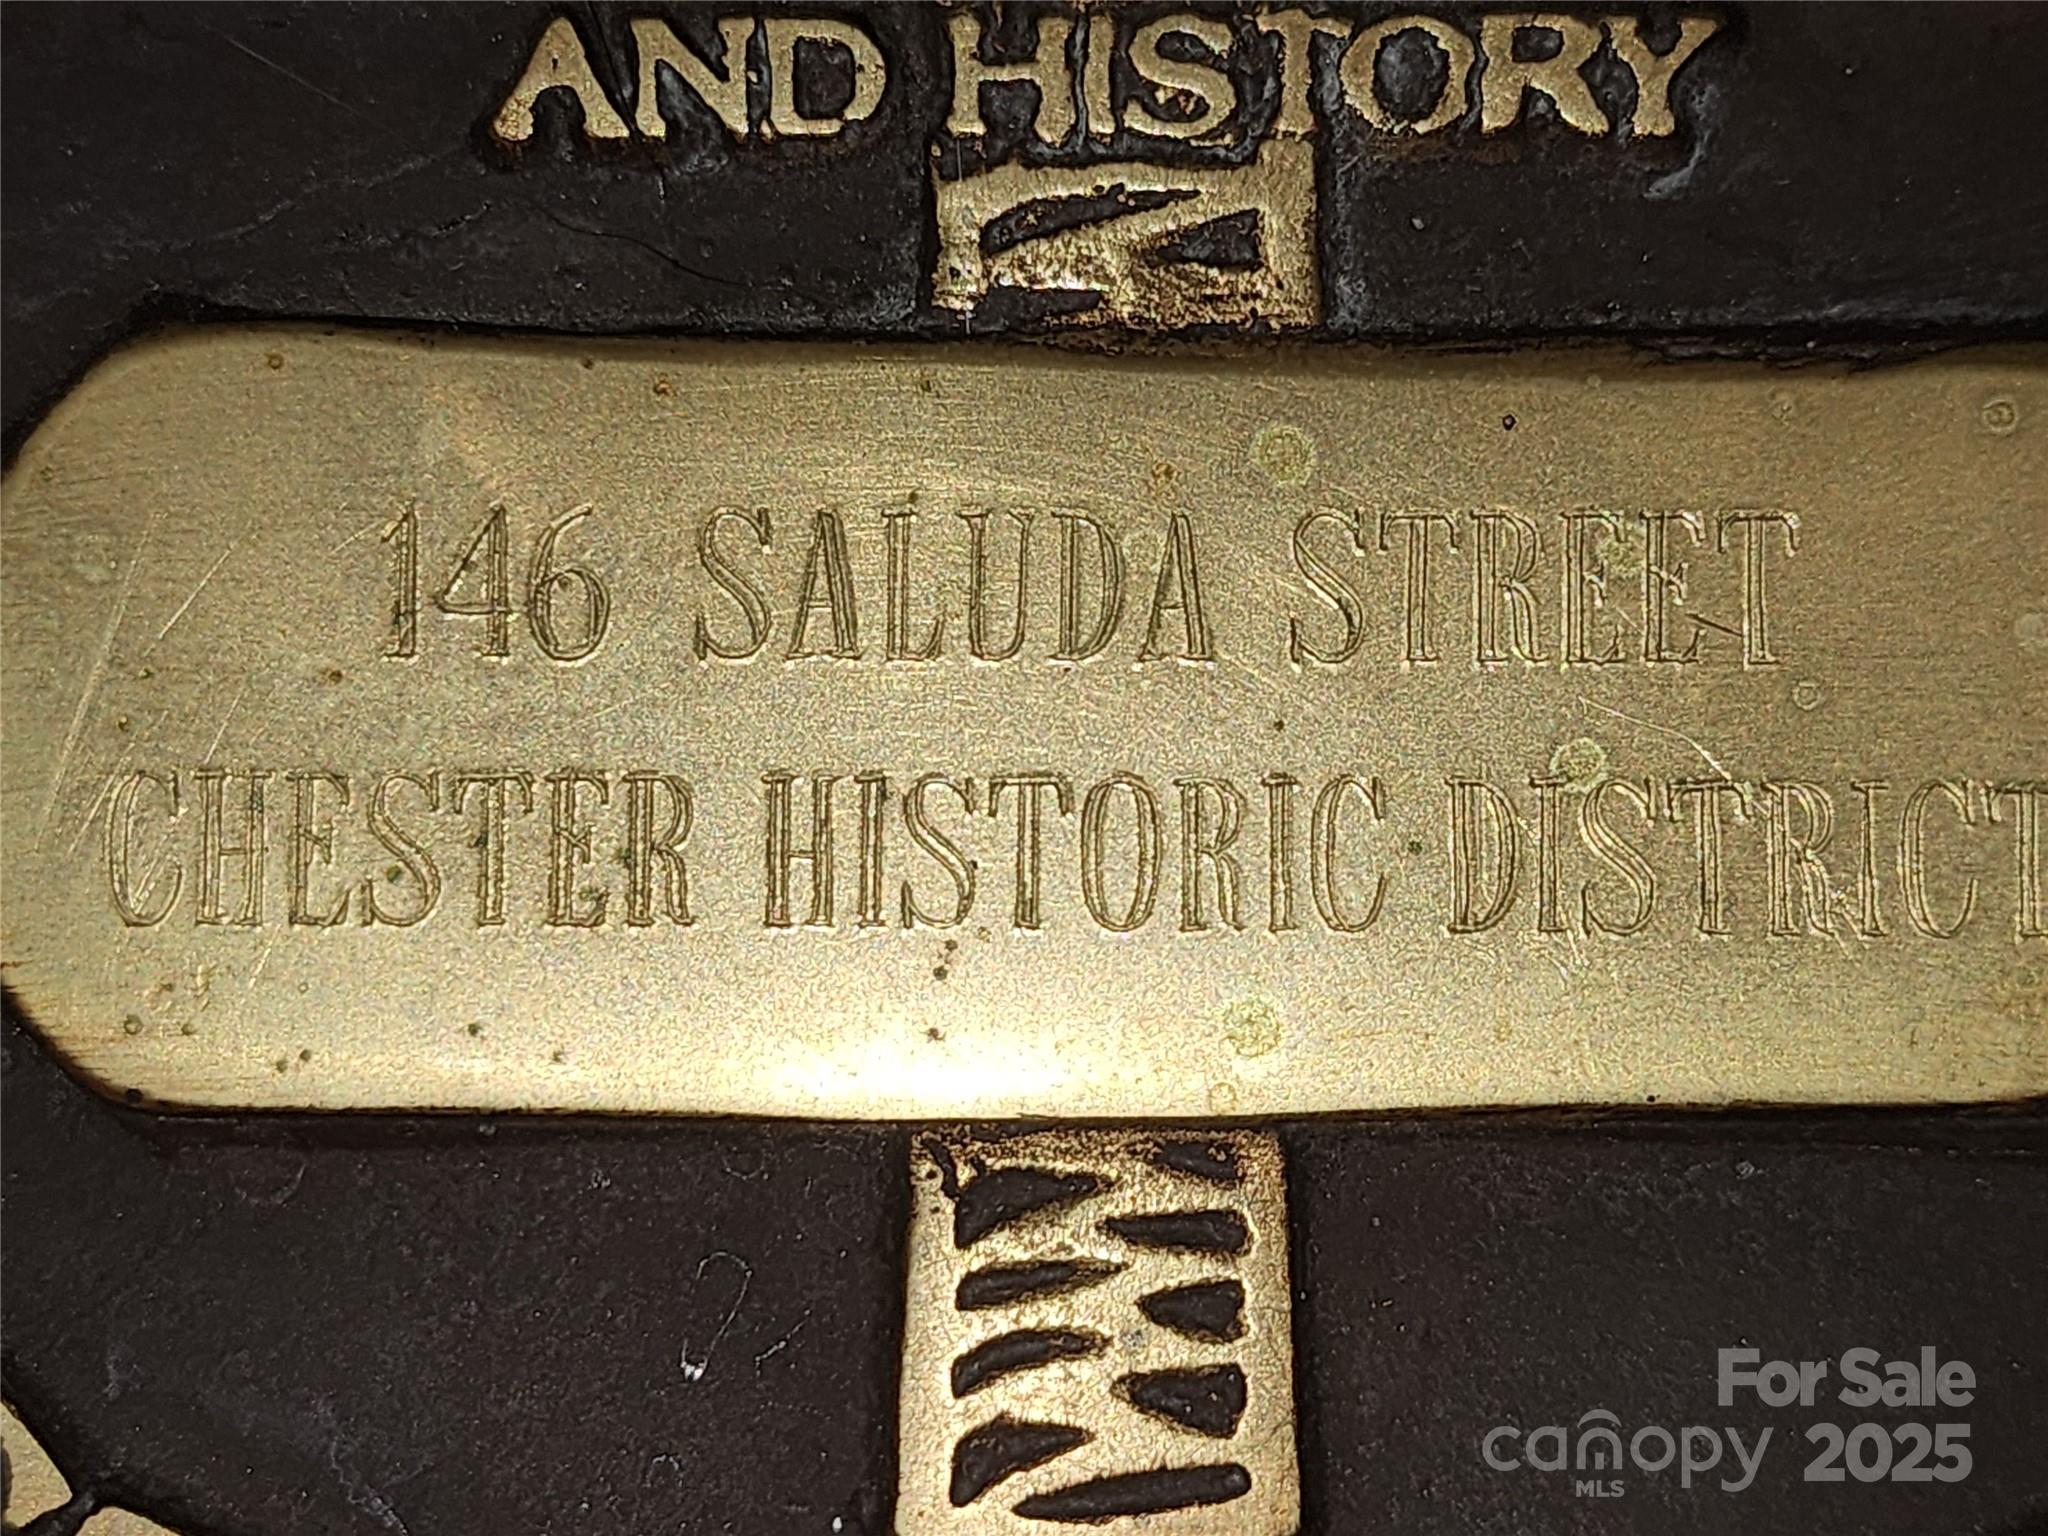 AND HISTORY
146 SALUDA STREET
CHESTER HISTORIC DISTRICT
For Sale
canopy 2025
MLS